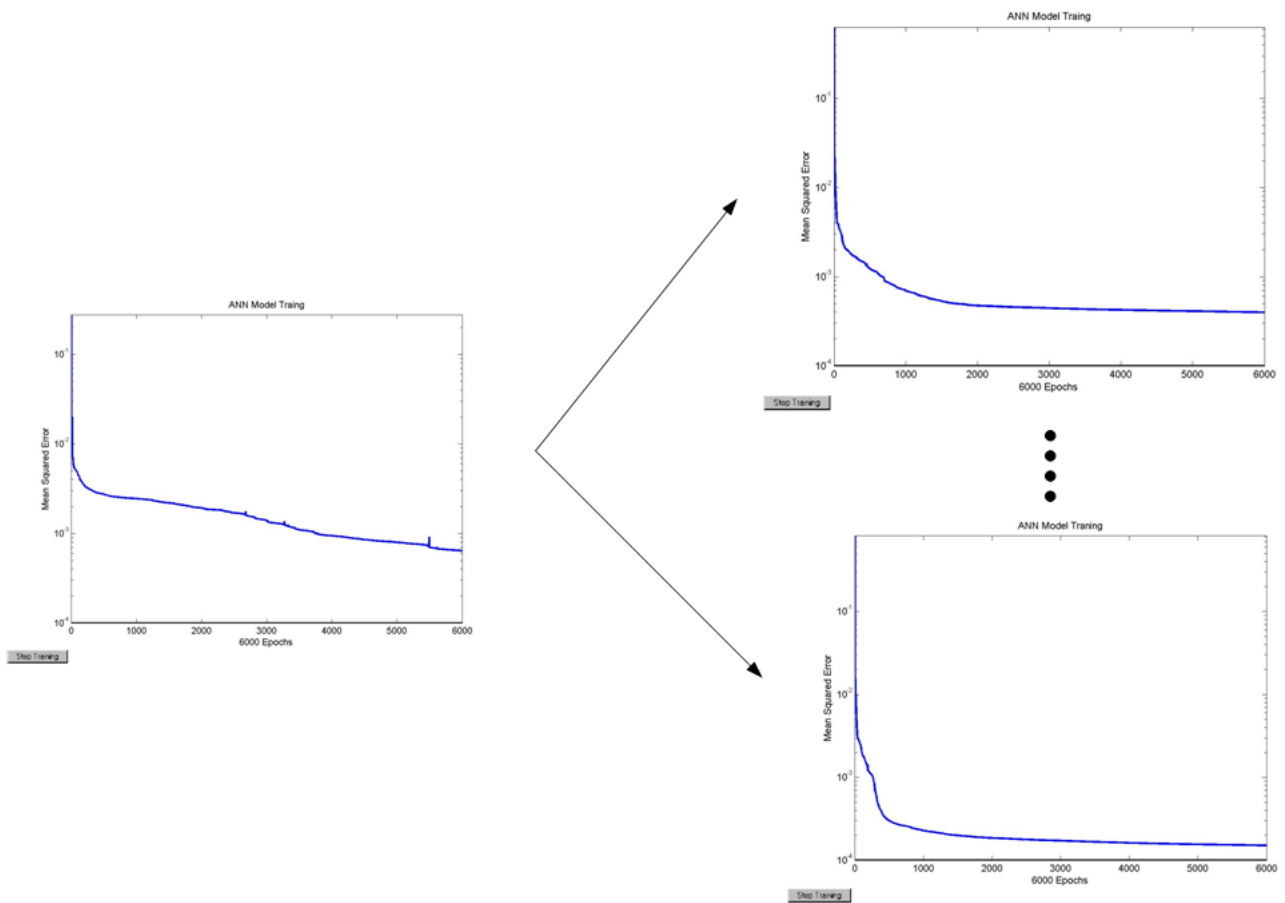 ANN Model Traing
Mean Squared Error
10-1
10-2
10-3
10-4
0 1000 2000 3000 4000 5000 6000
6000 Epochs
Stop Training
ANN Model Traing
Mean Squared Error
10-1
10-2
10-3
10-4
0 1000 2000 3000 4000 5000 6000
6000 Epochs
Stop Training
ANN Model Traning
Mean Squared Error
10-1
10-2
10-3
10-4
0 1000 2000 3000 4000 5000 6000
6000 Epochs
Stop Training